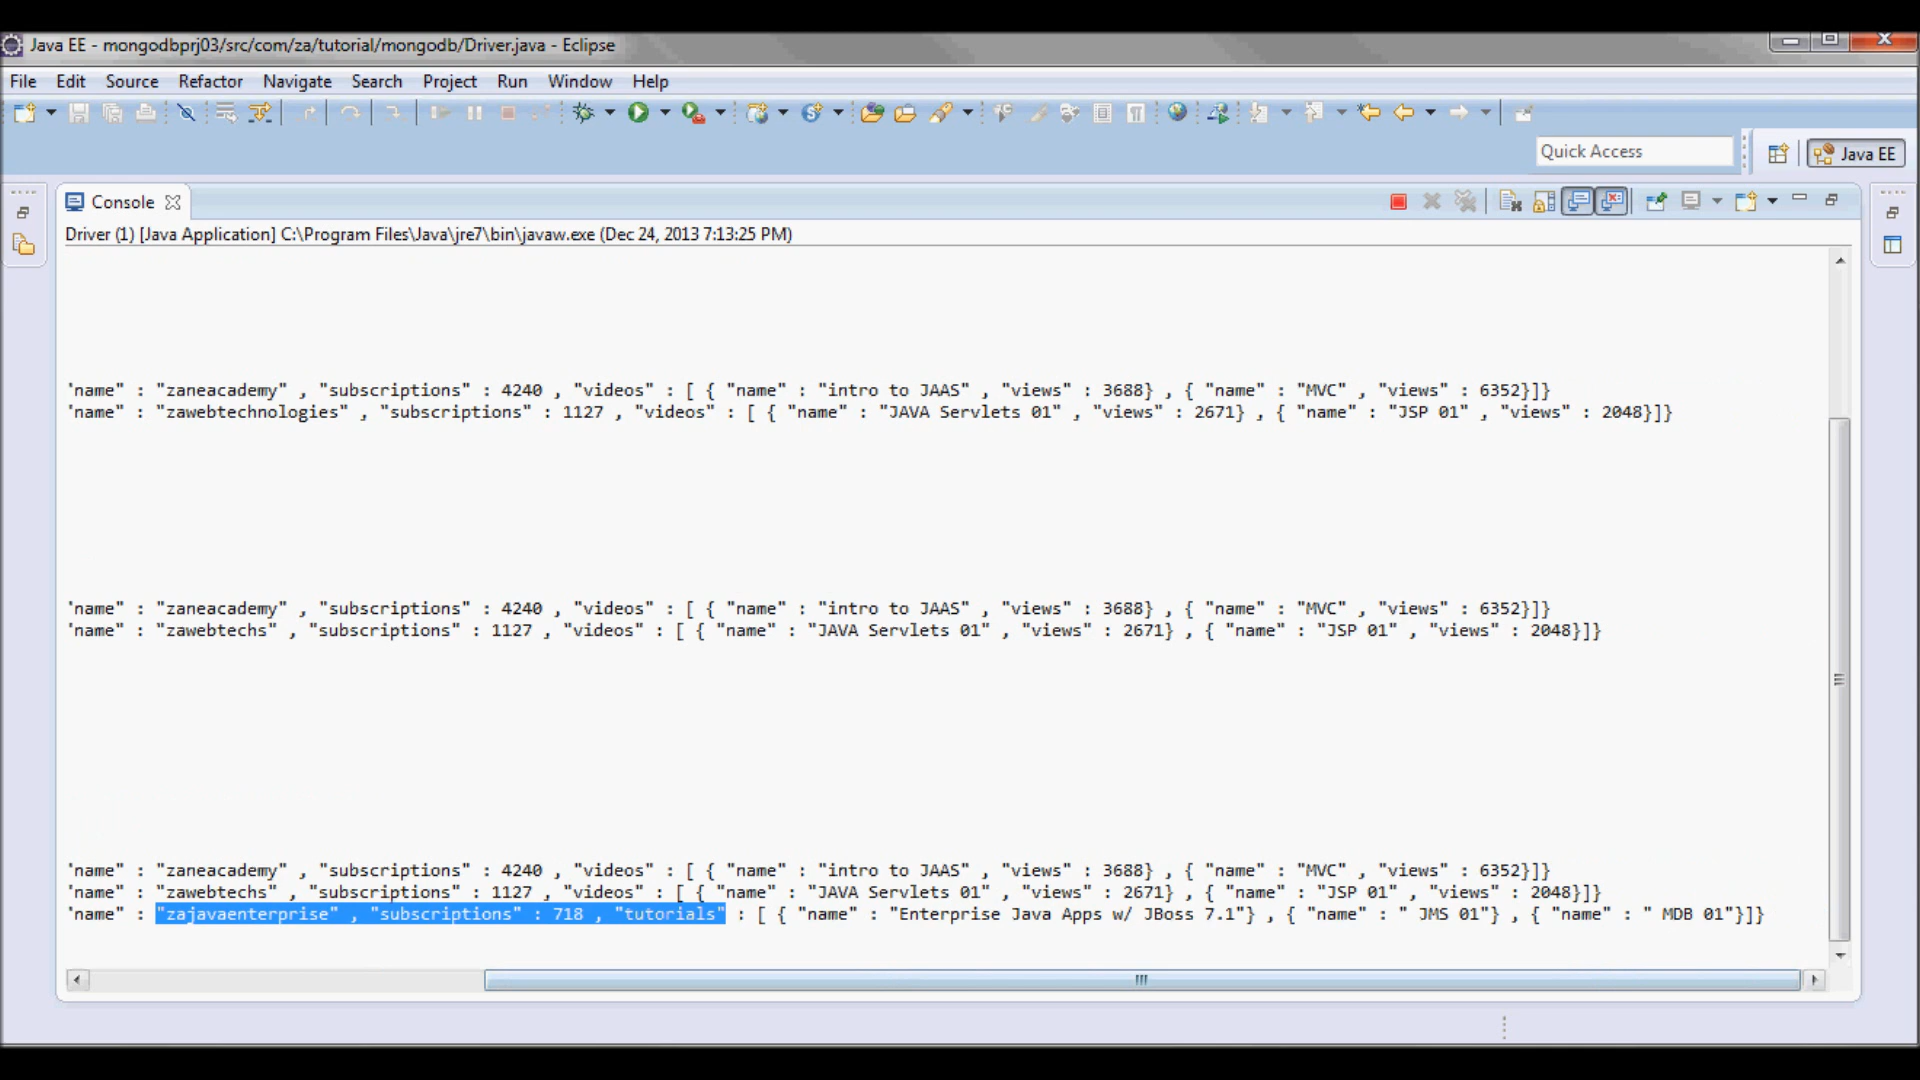 Java EE - mongodbprj03/src/com/za/tutorial/mongodb/Driver.java - Eclipse
File Edit Source Refactor Navigate Search Project Run Window Help
Quick Access
Java EE
Console
Driver (1) [Java Application] C:\Program Files\Java\jre7\bin\javaw.exe (Dec 24, 2013 7:13:25 PM)
"name" : "zaneacademy" , "subscriptions" : 4240 , "videos" : [ { "name" : "intro to JAAS" , "views" : 3688} , { "name" : "MVC" , "views" : 6352}]}
"name" : "zawebtechnologies" , "subscriptions" : 1127 , "videos" : [ { "name" : "JAVA Servlets 01" , "views" : 2671} , { "name" : "JSP 01" , "views" : 2048}]}
"name" : "zaneacademy" , "subscriptions" : 4240 , "videos" : [ { "name" : "intro to JAAS" , "views" : 3688} , { "name" : "MVC" , "views" : 6352}]}
"name" : "zawebtechs" , "subscriptions" : 1127 , "videos" : [ { "name" : "JAVA Servlets 01" , "views" : 2671} , { "name" : "JSP 01" , "views" : 2048}]}
"name" : "zaneacademy" , "subscriptions" : 4240 , "videos" : [ { "name" : "intro to JAAS" , "views" : 3688} , { "name" : "MVC" , "views" : 6352}]}
"name" : "zawebtechs" , "subscriptions" : 1127 , "videos" : [ { "name" : "JAVA Servlets 01" , "views" : 2671} , { "name" : "JSP 01" , "views" : 2048}]}
"name" : "zajavaenterprise" , "subscriptions" : 718 , "tutorials" : [ { "name" : "Enterprise Java Apps w/ JBoss 7.1"} , { "name" : " JMS 01"} , { "name" : " MDB 01"}]}